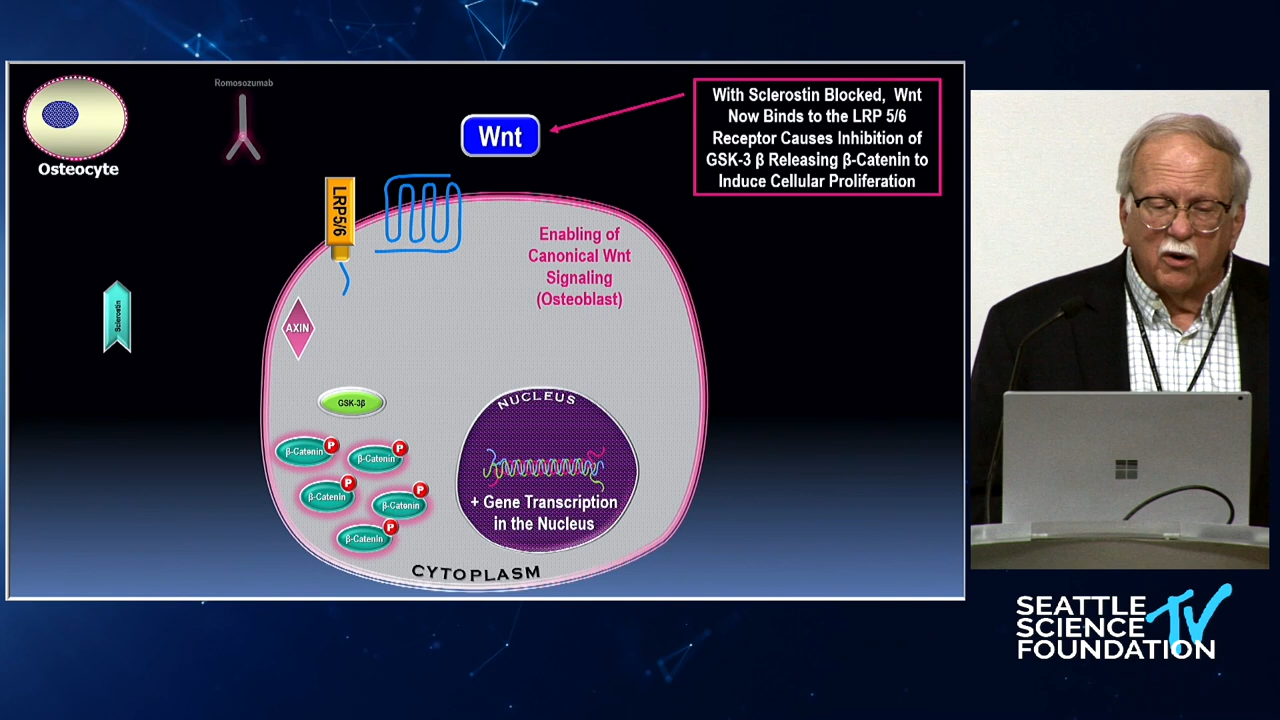 Romosozumab
Osteocyte
Wnt
With Sclerostin Blocked, Wnt
Now Binds to the LRP 5/6
Receptor Causes Inhibition of
GSK-3 β Releasing β-Catenin to
Induce Cellular Proliferation
LRP5/6
Enabling of
Canonical Wnt
Signaling
(Osteoblast)
Sclerostin
AXIN
GSK-3β
NUCLEUS
β-Catenin P
β-Catenin P
β-Catenin P
β-Catenin P
β-Catenin P
+ Gene Transcription
in the Nucleus
CYTOPLASM
SEATTLE
SCIENCE
FOUNDATION
TV